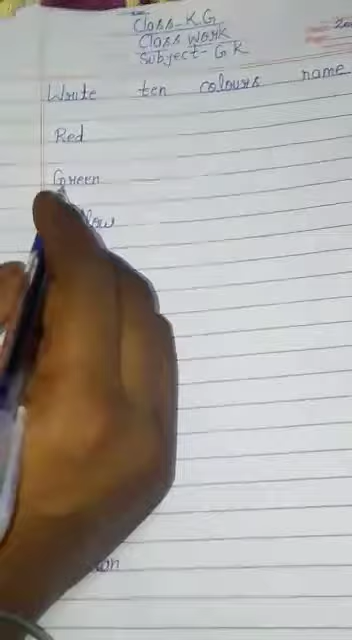 Class-K.G
Class Work
Subject- G K
Write ten colours name
Red
Green